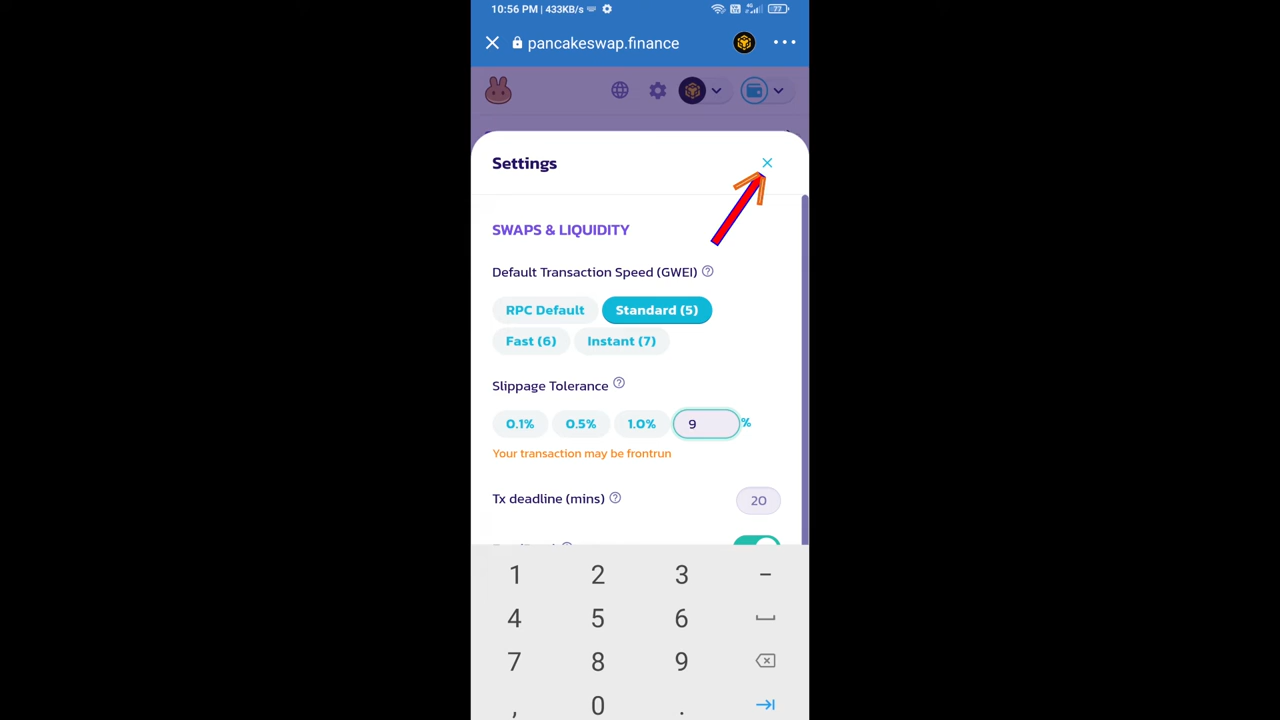 10:56 PM | 433KB/s
77
pancakeswap.finance
Settings
SWAPS & LIQUIDITY
Default Transaction Speed (GWEI)
RPC Default Standard (5)
Fast (6) Instant (7)
Slippage Tolerance
0.1% 0.5% 1.0% 9 %
Your transaction may be frontrun
Tx deadline (mins) 20
1 2 3 -
4 5 6
7 8 9
, 0 .